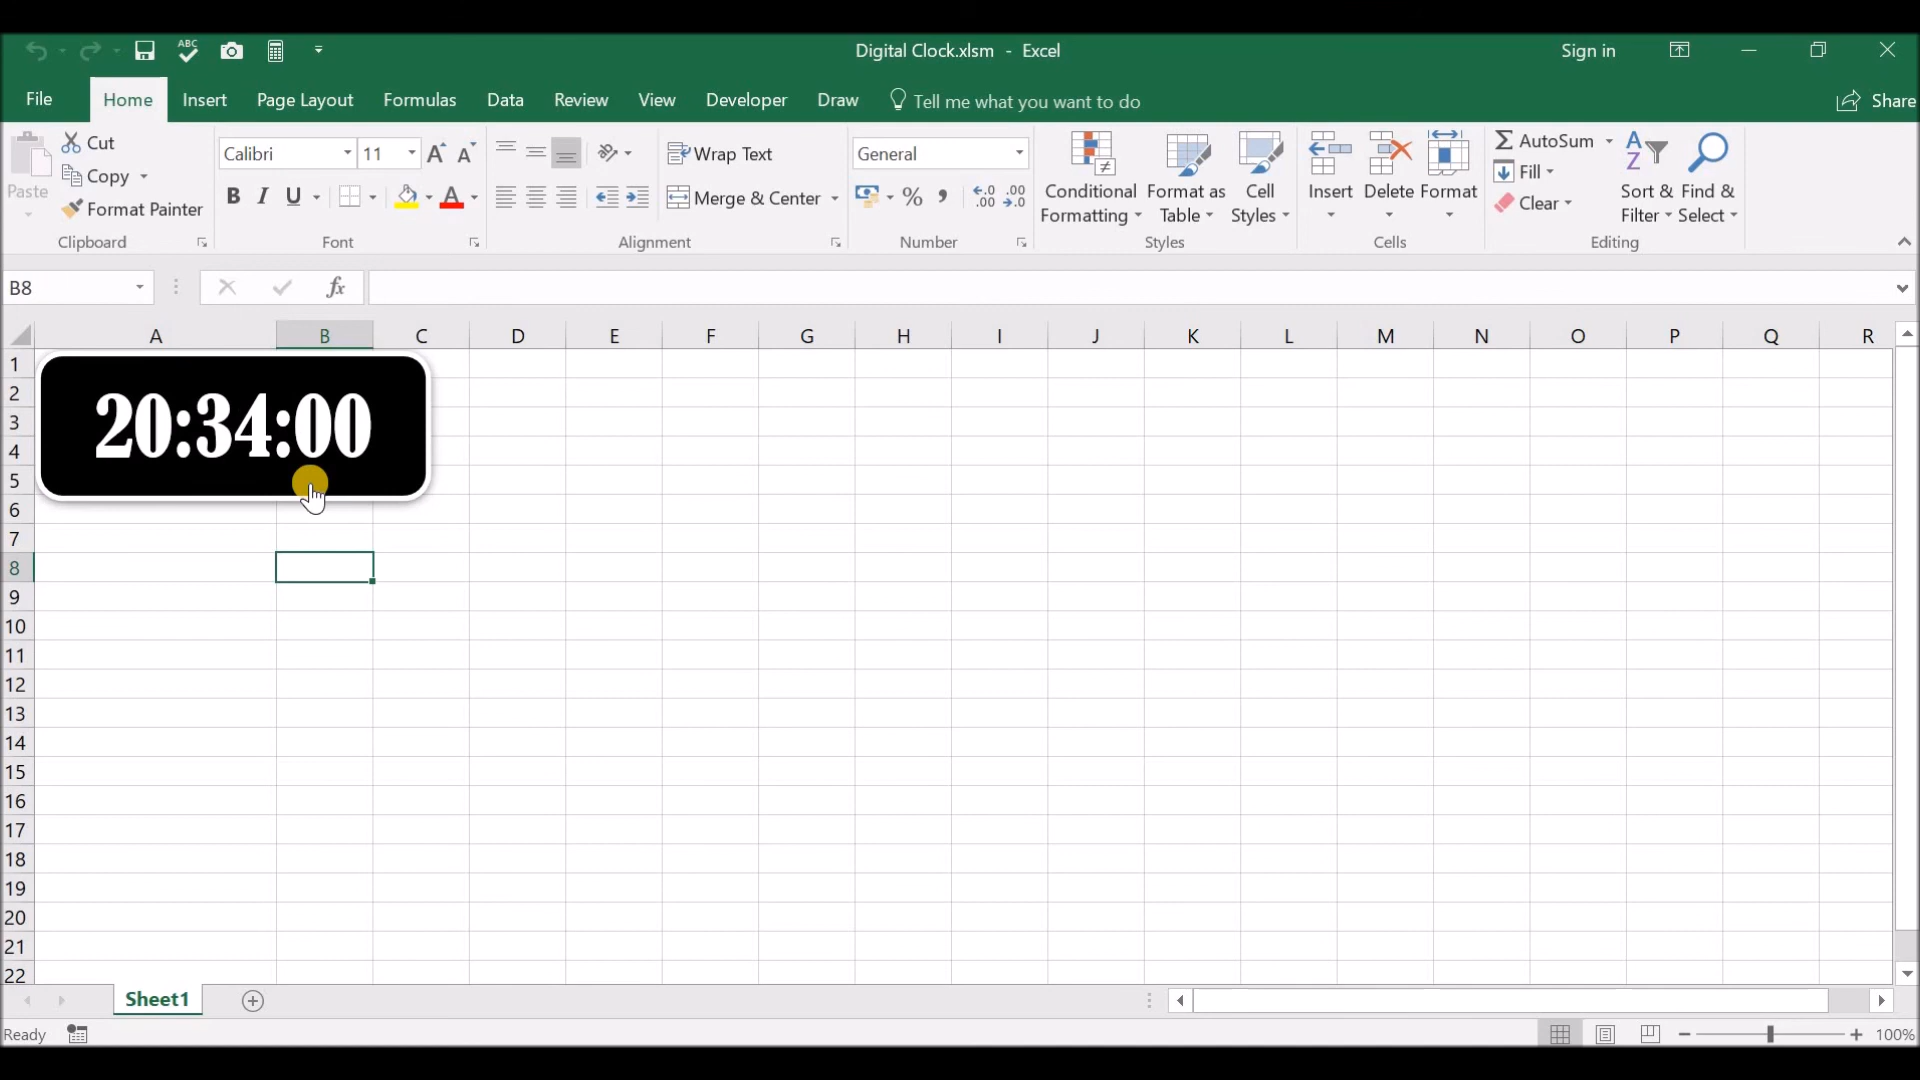 ABC
Digital Clock.xlsm - Excel
Sign in
File Home Insert Page Layout Formulas Data Review View Developer Draw Tell me what you want to do Share
Paste
Cut
Copy
Format Painter
Clipboard
Calibri 11
B I U A
Font
Wrap Text
Merge & Center
Alignment
General
% ,
Number
Conditional Formatting
Format as Table
Cell Styles
Styles
Insert
Delete
Format
Cells
AutoSum
Fill
Clear
Sort & Filter
Find & Select
Editing
B8 fx
A B C D E F G H I J K L M N O P Q R
1
2
3
4
5
6
7
8
9
10
11
12
13
14
15
16
17
18
19
20
21
22
20:34:00
Sheet1
Ready
100%